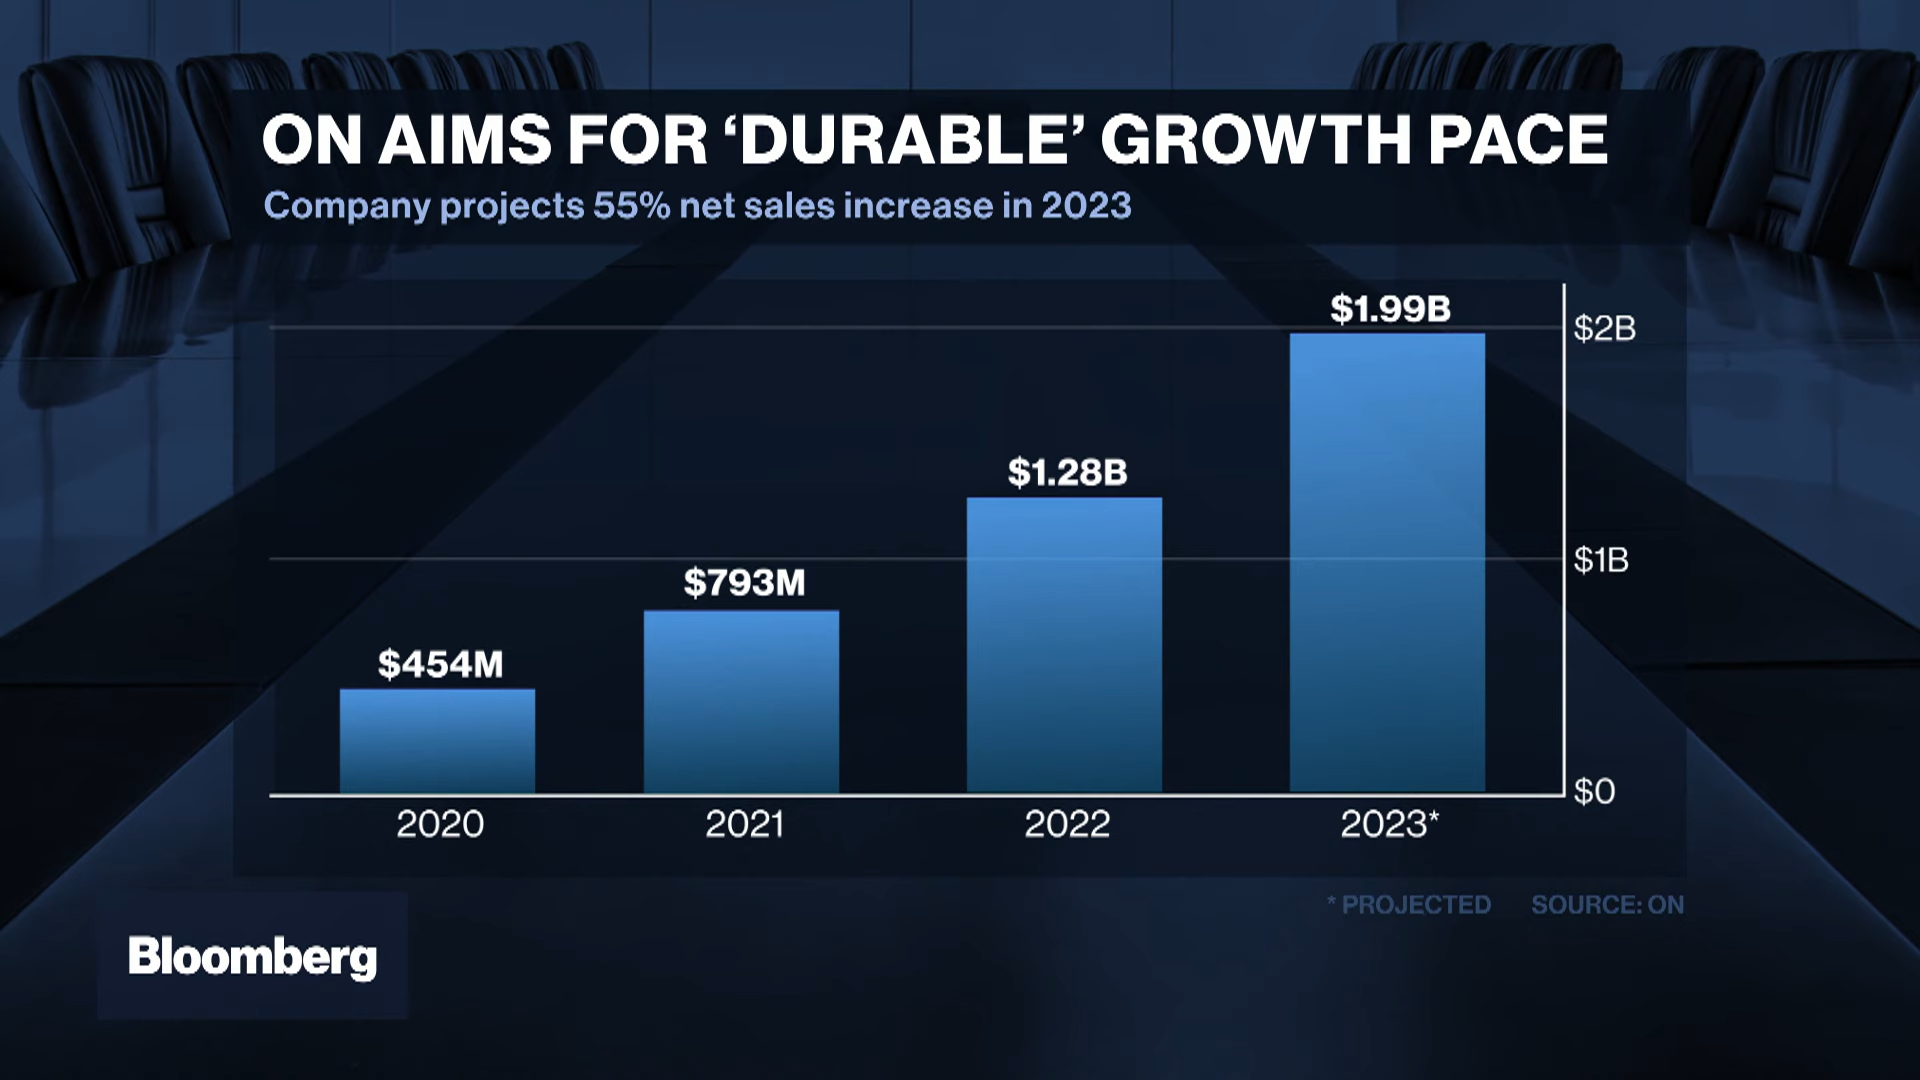 ON AIMS FOR ‘DURABLE’ GROWTH PACE
Company projects 55% net sales increase in 2023
$1.99B
$2B
$1.28B
$1B
$793M
$454M
$0
2020 2021 2022 2023*
* PROJECTED SOURCE: ON
Bloomberg